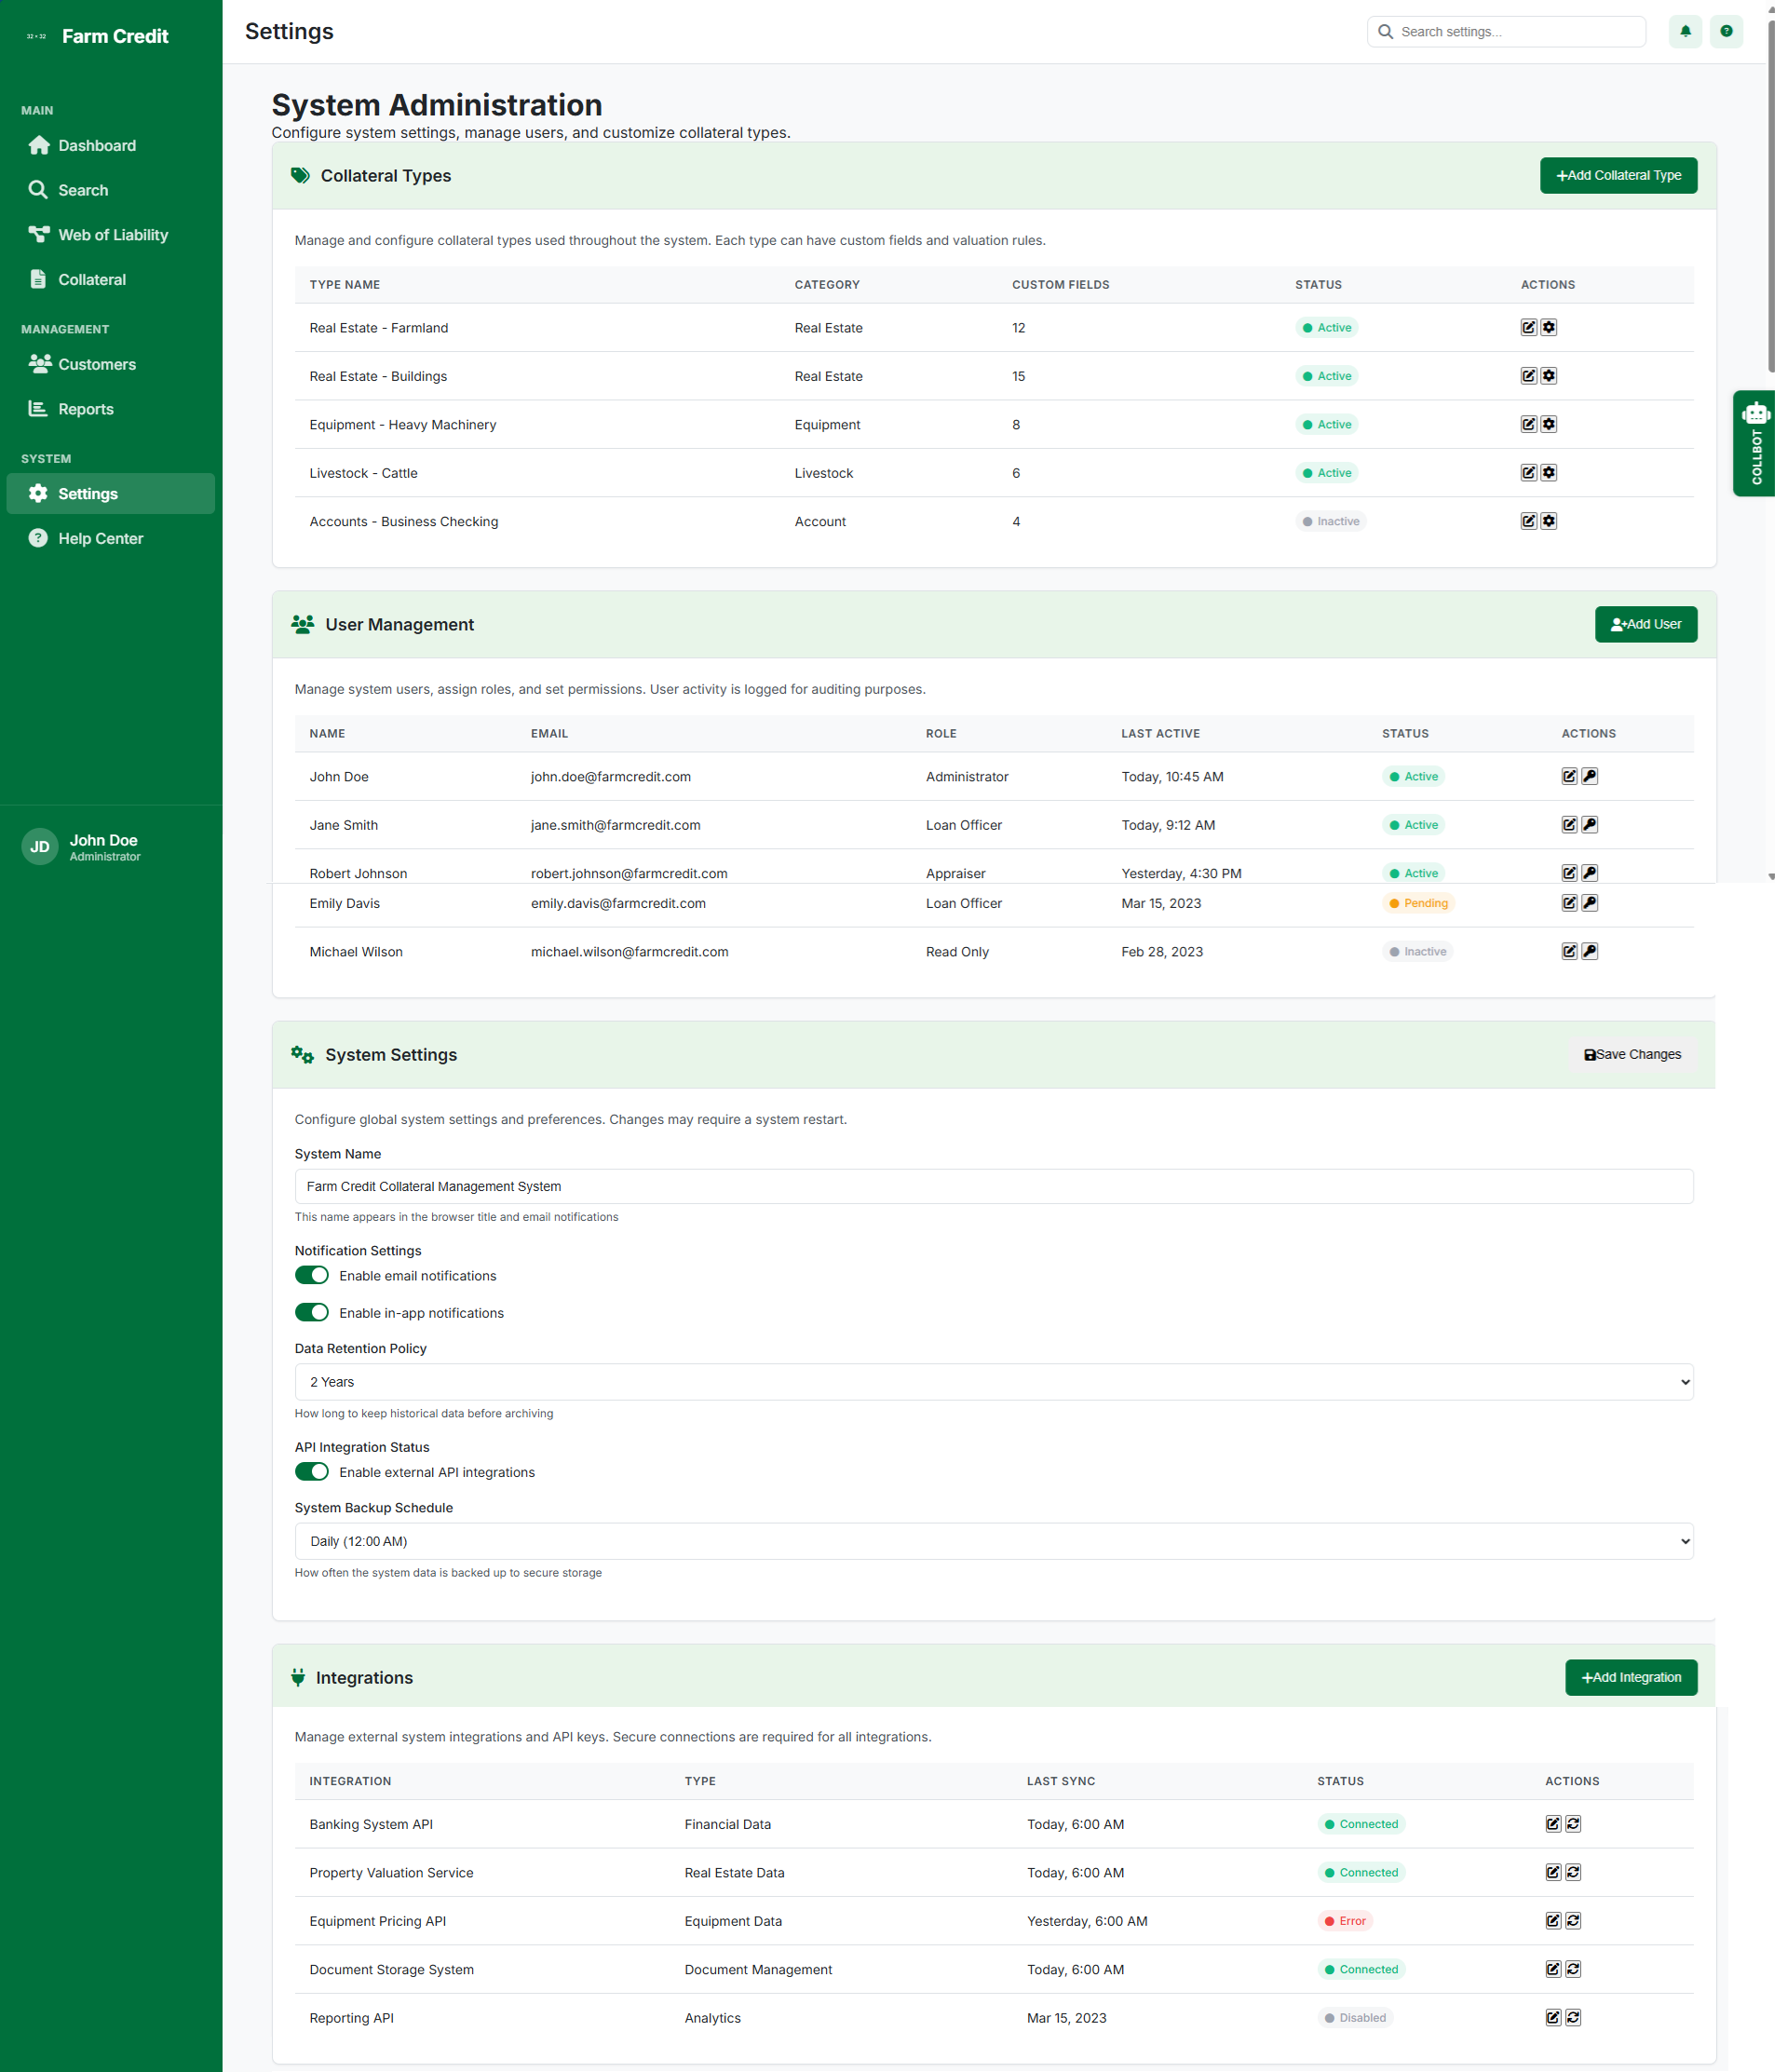 32 × 32
Farm Credit
MAIN
Dashboard
Search
Web of Liability
Collateral
MANAGEMENT
Customers
Reports
SYSTEM
Settings
Help Center
JD
John Doe
Administrator
Settings
Search settings...
System Administration
Configure system settings, manage users, and customize collateral types.
Collateral Types
Add Collateral Type
Manage and configure collateral types used throughout the system. Each type can have custom fields and valuation rules.
TYPE NAME CATEGORY CUSTOM FIELDS STATUS ACTIONS
Real Estate - Farmland Real Estate 12 Active
Real Estate - Buildings Real Estate 15 Active
Equipment - Heavy Machinery Equipment 8 Active
Livestock - Cattle Livestock 6 Active
Accounts - Business Checking Account 4 Inactive
COLLBOT
User Management
Add User
Manage system users, assign roles, and set permissions. User activity is logged for auditing purposes.
NAME EMAIL ROLE LAST ACTIVE STATUS ACTIONS
John Doe john.doe@farmcredit.com Administrator Today, 10:45 AM Active
Jane Smith jane.smith@farmcredit.com Loan Officer Today, 9:12 AM Active
Robert Johnson robert.johnson@farmcredit.com Appraiser Yesterday, 4:30 PM Active
Emily Davis emily.davis@farmcredit.com Loan Officer Mar 15, 2023 Pending
Michael Wilson michael.wilson@farmcredit.com Read Only Feb 28, 2023 Inactive
System Settings
Save Changes
Configure global system settings and preferences. Changes may require a system restart.
System Name
Farm Credit Collateral Management System
This name appears in the browser title and email notifications
Notification Settings
Enable email notifications
Enable in-app notifications
Data Retention Policy
2 Years
How long to keep historical data before archiving
API Integration Status
Enable external API integrations
System Backup Schedule
Daily (12:00 AM)
How often the system data is backed up to secure storage
Integrations
Add Integration
Manage external system integrations and API keys. Secure connections are required for all integrations.
INTEGRATION TYPE LAST SYNC STATUS ACTIONS
Banking System API Financial Data Today, 6:00 AM Connected
Property Valuation Service Real Estate Data Today, 6:00 AM Connected
Equipment Pricing API Equipment Data Yesterday, 6:00 AM Error
Document Storage System Document Management Today, 6:00 AM Connected
Reporting API Analytics Mar 15, 2023 Disabled